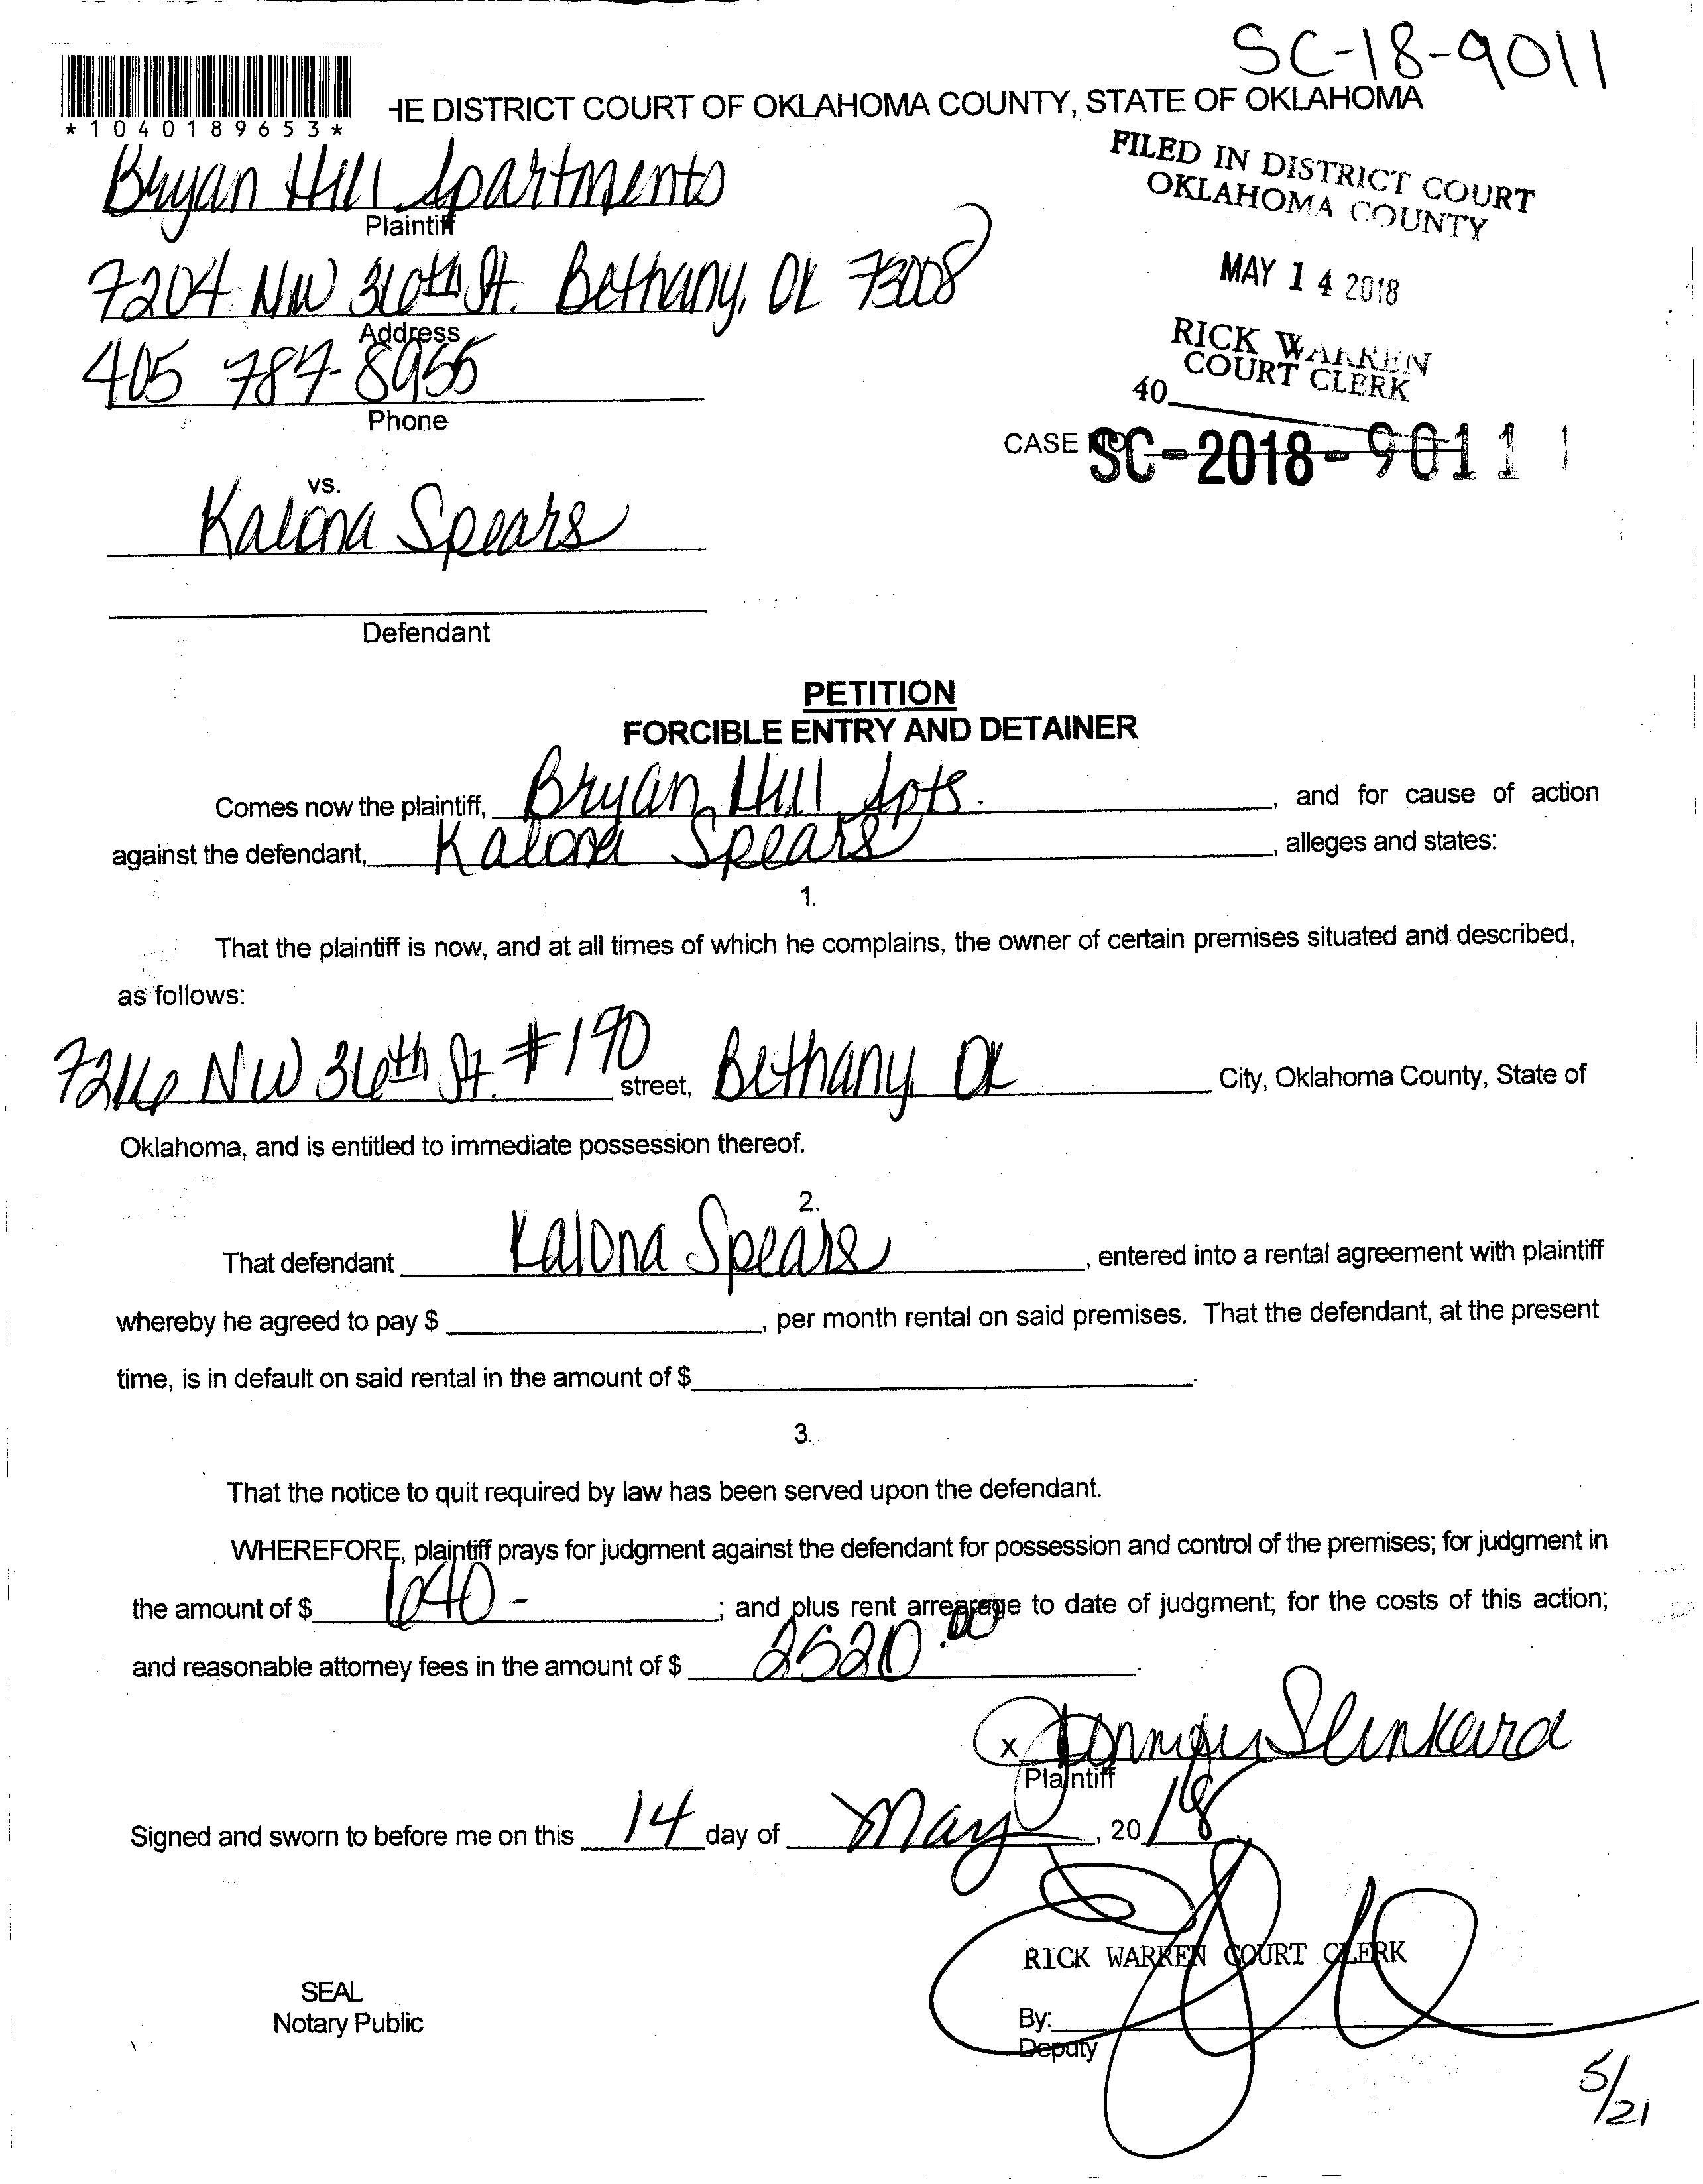 SC-18-9011
*1040189653*
HE DISTRICT COURT OF OKLAHOMA COUNTY, STATE OF OKLAHOMA
FILED IN DISTRICT COURT
OKLAHOMA COUNTY
Bryan Hill Apartments
Plaintiff
7204 NW 36th St. Bethany, OK 73008
Address
MAY 14 2018
RICK WARREN
COURT CLERK
405 787-8955
Phone
40
CASE NO SC-2018-9011
vs.
Kalona Spears
Defendant
PETITION
FORCIBLE ENTRY AND DETAINER
Comes now the plaintiff, Bryan Hill Apts. , and for cause of action
against the defendant, Kalona Spears , alleges and states:
1.
That the plaintiff is now, and at all times of which he complains, the owner of certain premises situated and described,
as follows:
7216 NW 36th St. #190 street, Bethany, OK City, Oklahoma County, State of
Oklahoma, and is entitled to immediate possession thereof.
2.
That defendant Kalona Spears , entered into a rental agreement with plaintiff
whereby he agreed to pay $ , per month rental on said premises. That the defendant, at the present
time, is in default on said rental in the amount of $ .
3.
That the notice to quit required by law has been served upon the defendant.
WHEREFORE, plaintiff prays for judgment against the defendant for possession and control of the premises; for judgment in
the amount of $ 640- ; and plus rent arrearage to date of judgment; for the costs of this action;
and reasonable attorney fees in the amount of $ 2520.00 .
x Jennifer Slinkard
Plaintiff
Signed and sworn to before me on this 14 day of May , 20 18
RICK WARREN COURT CLERK
SEAL
Notary Public
By:
Deputy
5/21